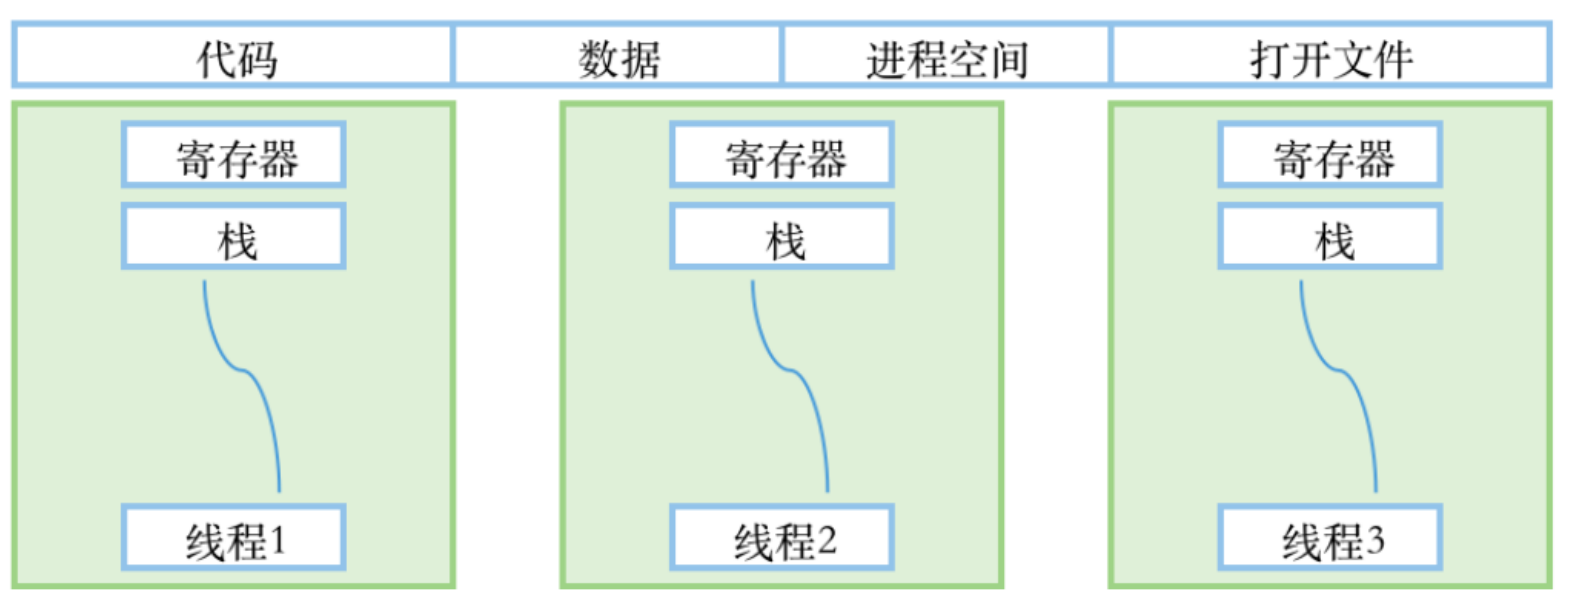 代码 数据 进程空间 打开文件
寄存器 寄存器 寄存器
栈 栈 栈
线程1 线程2 线程3